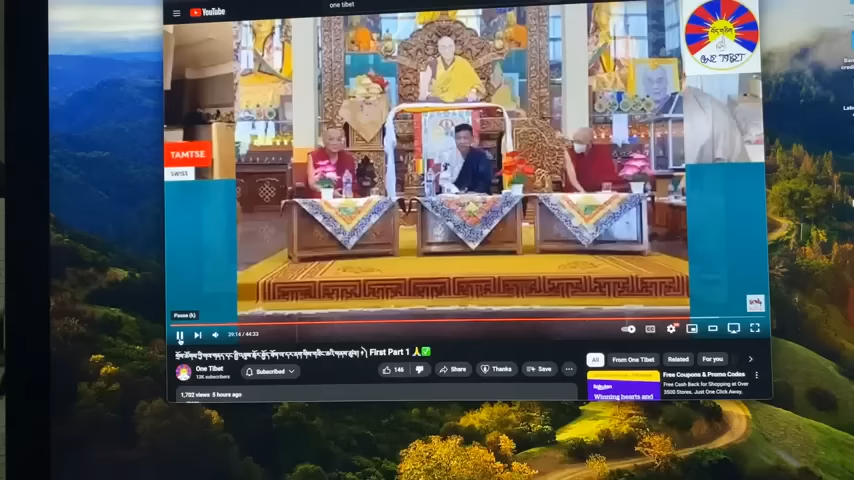 YouTube
one tibet
བོད་གཞིས
ONE TIBET
TAMTSE
SWISS
Pause (k)
39:14 / 44:33
First Part 1 🙏✅
One Tibet
13K subscribers
Subscribed
146
Share
Thanks
Save
All
From One Tibet
Related
For you
1,702 views 5 hours ago
Free Coupons & Promo Codes
Free Cash Back for Shopping at Over
3500 Stores. Just One Click Away.
Rakuten
Winning hearts and